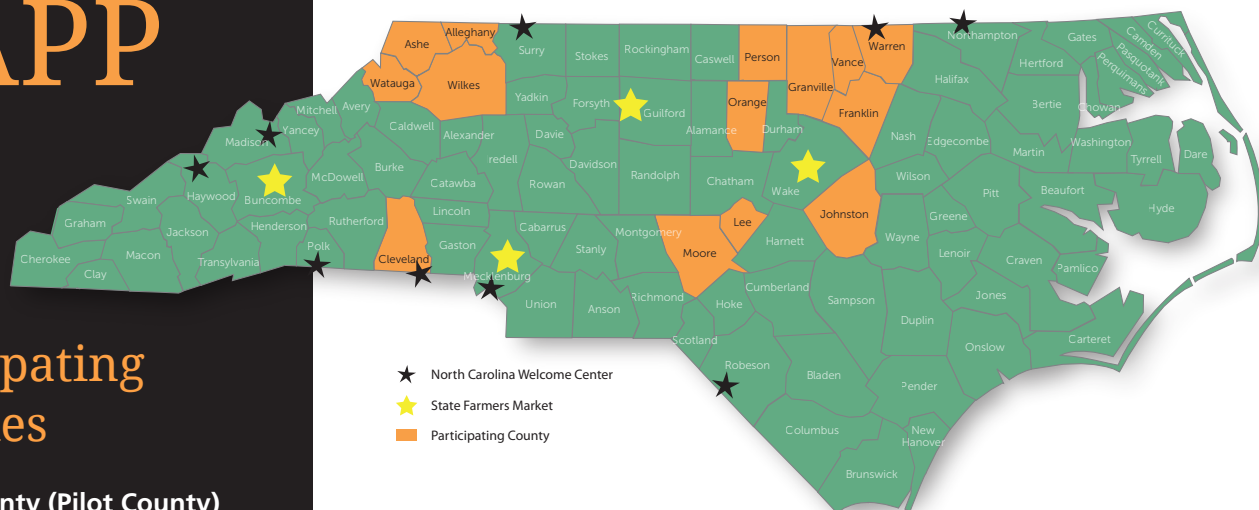 APP
pating
es
nty (Pilot County)
Ashe
Alleghany
Surry
Stokes
Rockingham
Caswell
Person
Granville
Vance
Warren
Northampton
Gates
Currituck
Camden
Pasquotank
Perquimans
Hertford
Halifax
Watauga
Wilkes
Yadkin
Forsyth
Guilford
Alamance
Orange
Durham
Franklin
Bertie
Chowan
Mitchell
Avery
Yancey
Madison
Caldwell
Alexander
Davie
Iredell
Davidson
Randolph
Chatham
Wake
Nash
Edgecombe
Martin
Washington
Tyrrell
Dare
Wilson
Pitt
Beaufort
Hyde
Burke
McDowell
Catawba
Rowan
Swain
Haywood
Buncombe
Graham
Jackson
Henderson
Rutherford
Lincoln
Cabarrus
Stanly
Montgomery
Moore
Lee
Harnett
Johnston
Greene
Wayne
Lenoir
Craven
Pamlico
Cherokee
Clay
Macon
Transylvania
Polk
Cleveland
Gaston
Mecklenburg
Union
Anson
Richmond
Hoke
Cumberland
Sampson
Duplin
Jones
Onslow
Carteret
Scotland
Robeson
Bladen
Pender
Columbus
New
Hanover
Brunswick
North Carolina Welcome Center
State Farmers Market
Participating County